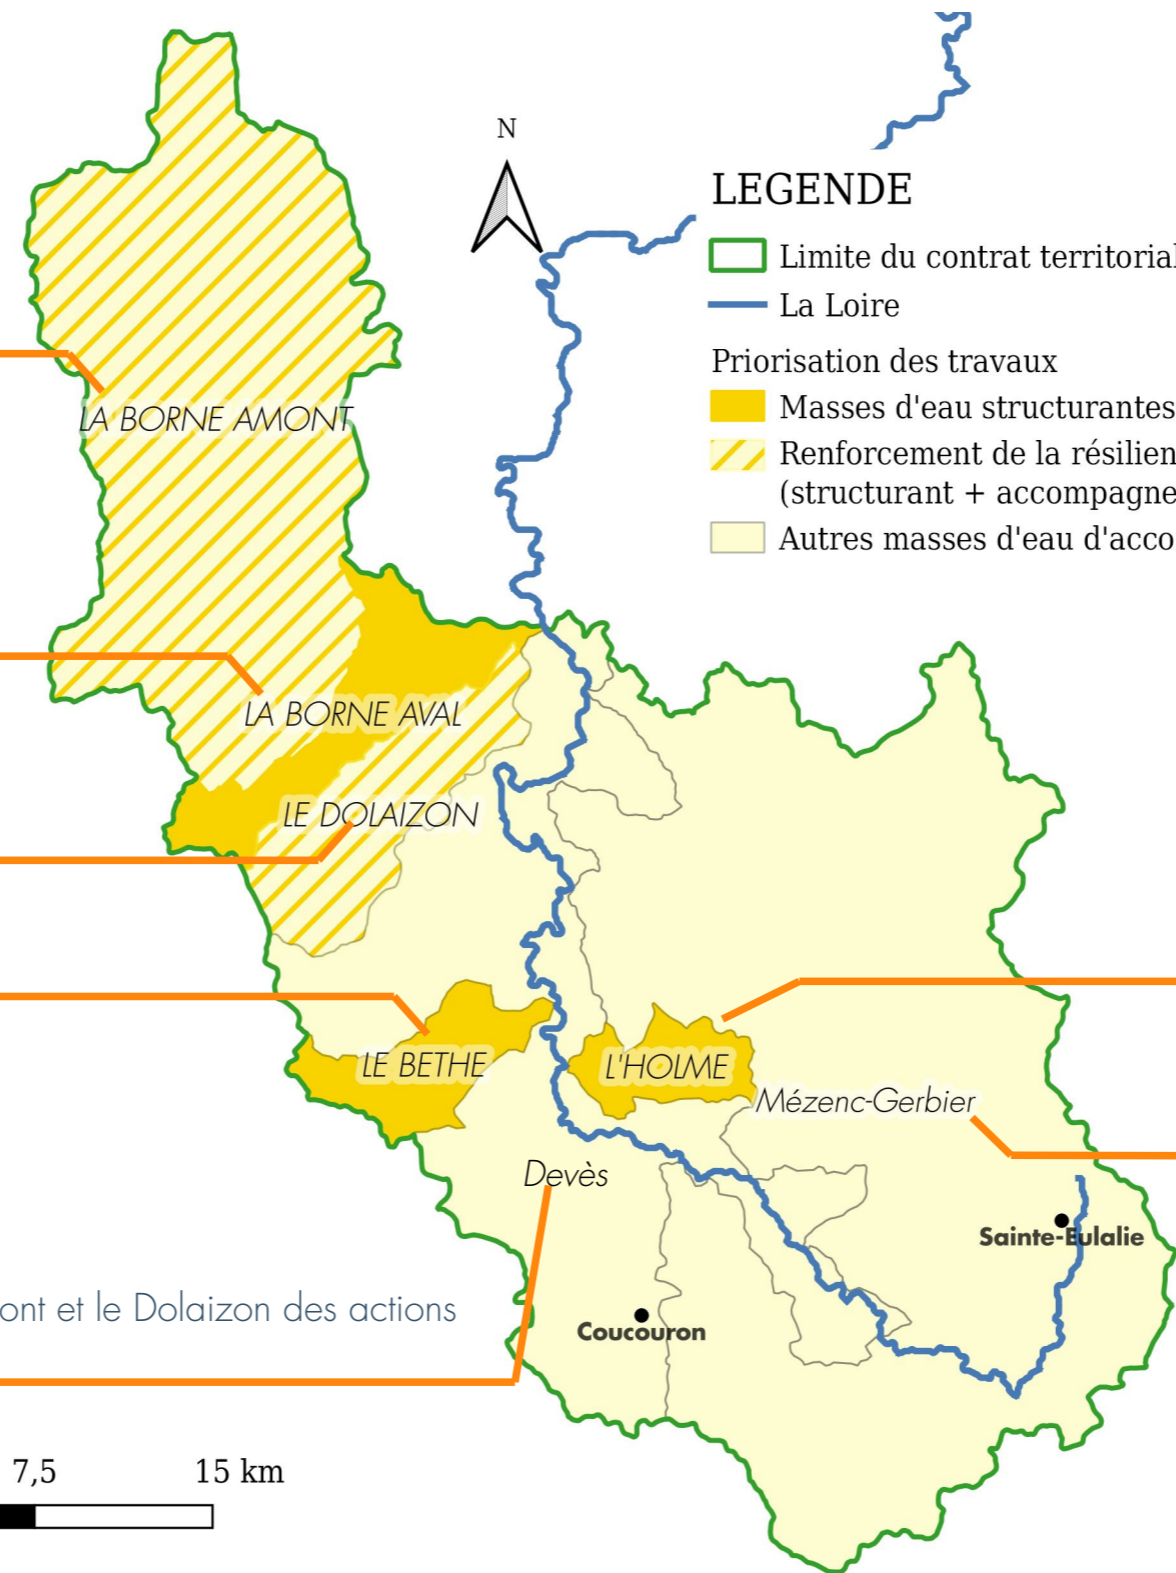 N
LEGENDE
Limite du contrat territorial
La Loire
Priorisation des travaux
Masses d'eau structurantes
Renforcement de la résilien
(structurant + accompagne
Autres masses d'eau d'acco
LA BORNE AMONT
LA BORNE AVAL
LE DOLAIZON
LE BETHE
L'HOLME
Mézenc-Gerbier
Devès
Sainte-Eulalie
Coucouron
ont et le Dolaizon des actions
7,5 15 km